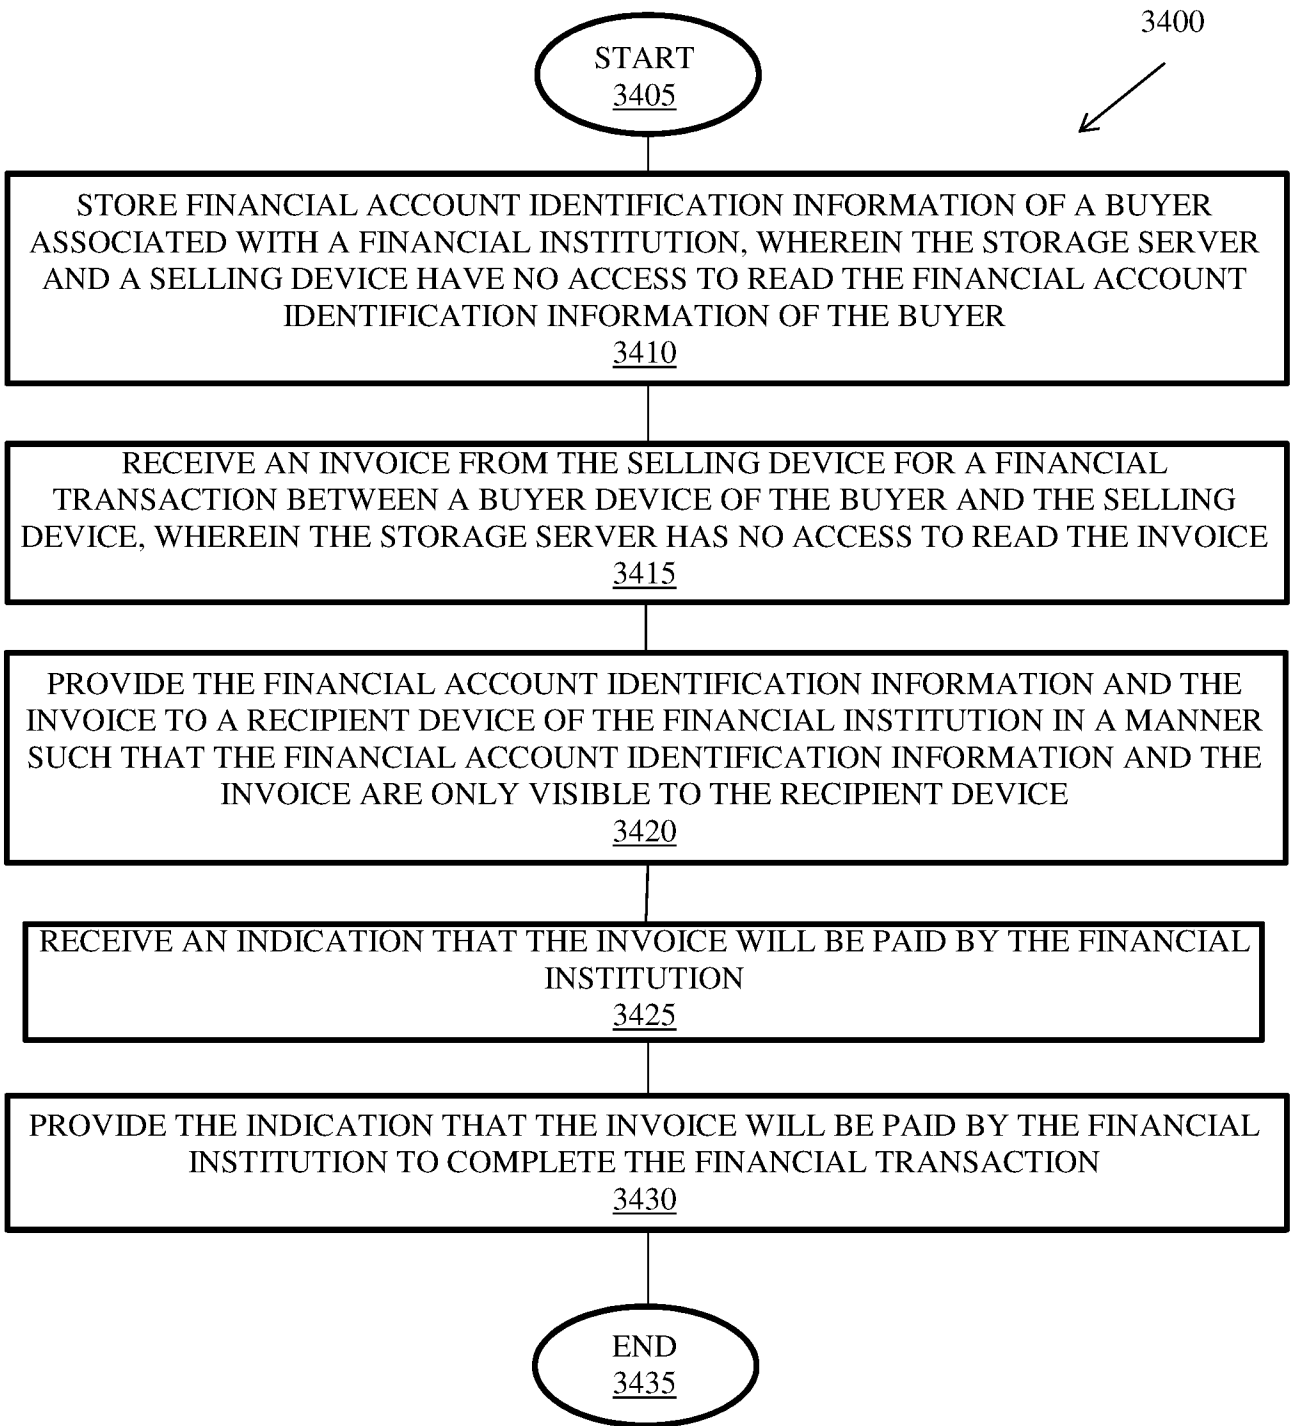 3400
START
3405
STORE FINANCIAL ACCOUNT IDENTIFICATION INFORMATION OF A BUYER
ASSOCIATED WITH A FINANCIAL INSTITUTION, WHEREIN THE STORAGE SERVER
AND A SELLING DEVICE HAVE NO ACCESS TO READ THE FINANCIAL ACCOUNT
IDENTIFICATION INFORMATION OF THE BUYER
3410
RECEIVE AN INVOICE FROM THE SELLING DEVICE FOR A FINANCIAL
TRANSACTION BETWEEN A BUYER DEVICE OF THE BUYER AND THE SELLING
DEVICE, WHEREIN THE STORAGE SERVER HAS NO ACCESS TO READ THE INVOICE
3415
PROVIDE THE FINANCIAL ACCOUNT IDENTIFICATION INFORMATION AND THE
INVOICE TO A RECIPIENT DEVICE OF THE FINANCIAL INSTITUTION IN A MANNER
SUCH THAT THE FINANCIAL ACCOUNT IDENTIFICATION INFORMATION AND THE
INVOICE ARE ONLY VISIBLE TO THE RECIPIENT DEVICE
3420
RECEIVE AN INDICATION THAT THE INVOICE WILL BE PAID BY THE FINANCIAL
INSTITUTION
3425
PROVIDE THE INDICATION THAT THE INVOICE WILL BE PAID BY THE FINANCIAL
INSTITUTION TO COMPLETE THE FINANCIAL TRANSACTION
3430
END
3435